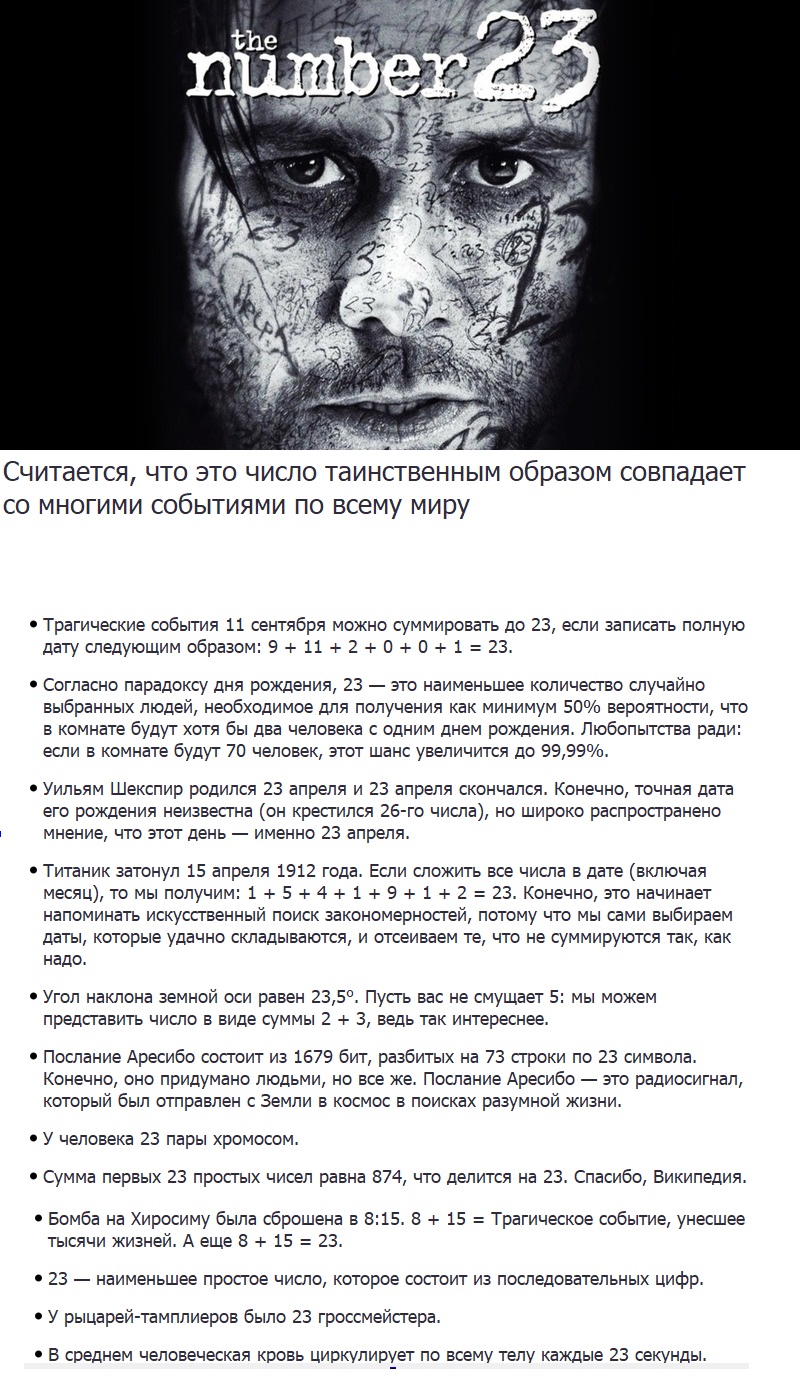 the
number 23
23
HELP!
Считается, что это число таинственным образом совпадает
со многими событиями по всему миру
• Трагические события 11 сентября можно суммировать до 23, если записать полную
дату следующим образом: 9 + 11 + 2 + 0 + 0 + 1 = 23.
• Согласно парадоксу дня рождения, 23 — это наименьшее количество случайно
выбранных людей, необходимое для получения как минимум 50% вероятности, что
в комнате будут хотя бы два человека с одним днем рождения. Любопытства ради:
если в комнате будут 70 человек, этот шанс увеличится до 99,99%.
• Уильям Шекспир родился 23 апреля и 23 апреля скончался. Конечно, точная дата
его рождения неизвестна (он крестился 26-го числа), но широко распространено
мнение, что этот день — именно 23 апреля.
• Титаник затонул 15 апреля 1912 года. Если сложить все числа в дате (включая
месяц), то мы получим: 1 + 5 + 4 + 1 + 9 + 1 + 2 = 23. Конечно, это начинает
напоминать искусственный поиск закономерностей, потому что мы сами выбираем
даты, которые удачно складываются, и отсеиваем те, что не суммируются так, как
надо.
• Угол наклона земной оси равен 23,5º. Пусть вас не смущает 5: мы можем
представить число в виде суммы 2 + 3, ведь так интереснее.
• Послание Аресибо состоит из 1679 бит, разбитых на 73 строки по 23 символа.
Конечно, оно придумано людьми, но все же. Послание Аресибо — это радиосигнал,
который был отправлен с Земли в космос в поисках разумной жизни.
• У человека 23 пары хромосом.
• Сумма первых 23 простых чисел равна 874, что делится на 23. Спасибо, Википедия.
• Бомба на Хиросиму была сброшена в 8:15. 8 + 15 = Трагическое событие, унесшее
тысячи жизней. А еще 8 + 15 = 23.
• 23 — наименьшее простое число, которое состоит из последовательных цифр.
• У рыцарей-тамплиеров было 23 гроссмейстера.
• В среднем человеческая кровь циркулирует по всему телу каждые 23 секунды.